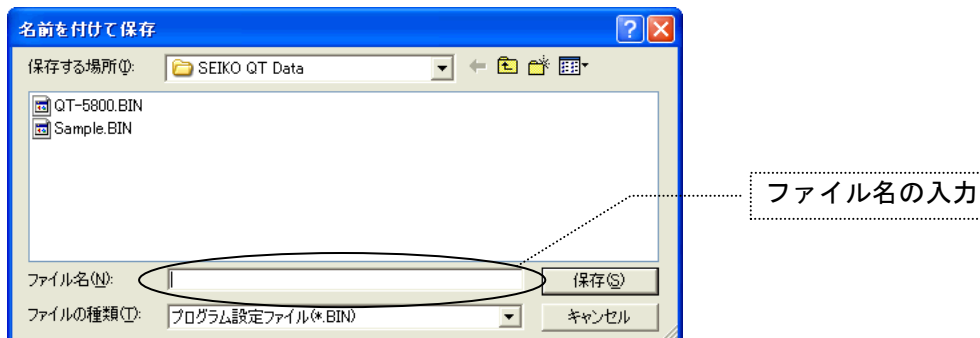 名前を付けて保存
保存する場所(I):
SEIKO QT Data
QT-5800.BIN
Sample.BIN
ファイル名の入力
ファイル名(N):
保存(S)
ファイルの種類(T):
プログラム設定ファイル(*.BIN)
キャンセル